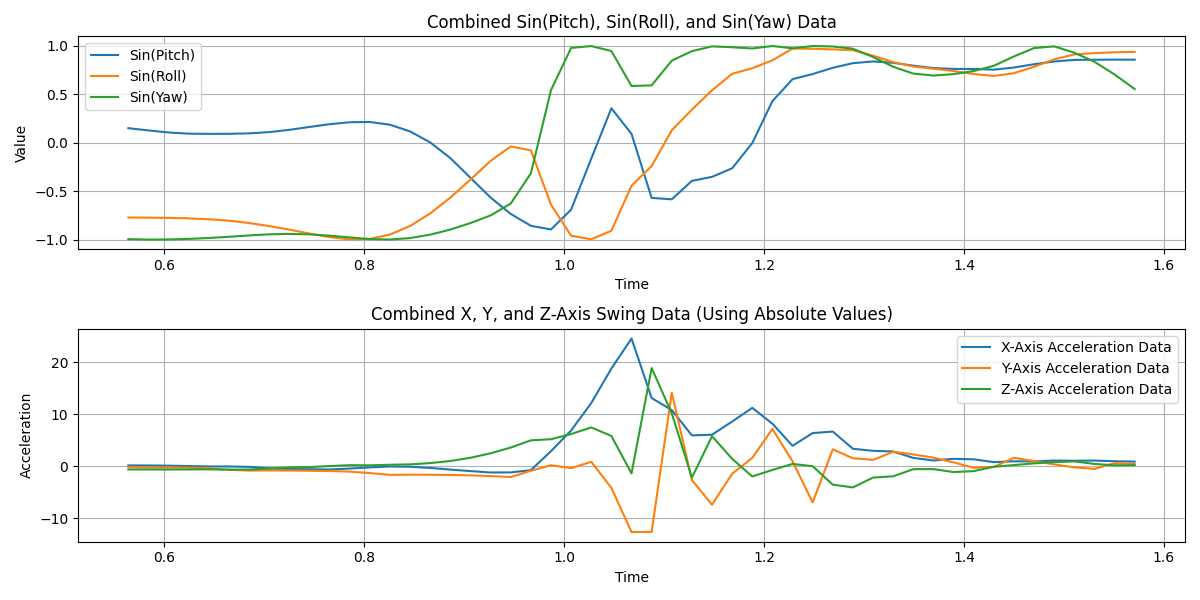 Combined Sin(Pitch), Sin(Roll), and Sin(Yaw) Data
1.0
0.5
0.0
−0.5
−1.0
Value
Sin(Pitch)
Sin(Roll)
Sin(Yaw)
0.6 0.8 1.0 1.2 1.4 1.6
Time
Combined X, Y, and Z-Axis Swing Data (Using Absolute Values)
20
10
0
−10
Acceleration
X-Axis Acceleration Data
Y-Axis Acceleration Data
Z-Axis Acceleration Data
0.6 0.8 1.0 1.2 1.4 1.6
Time